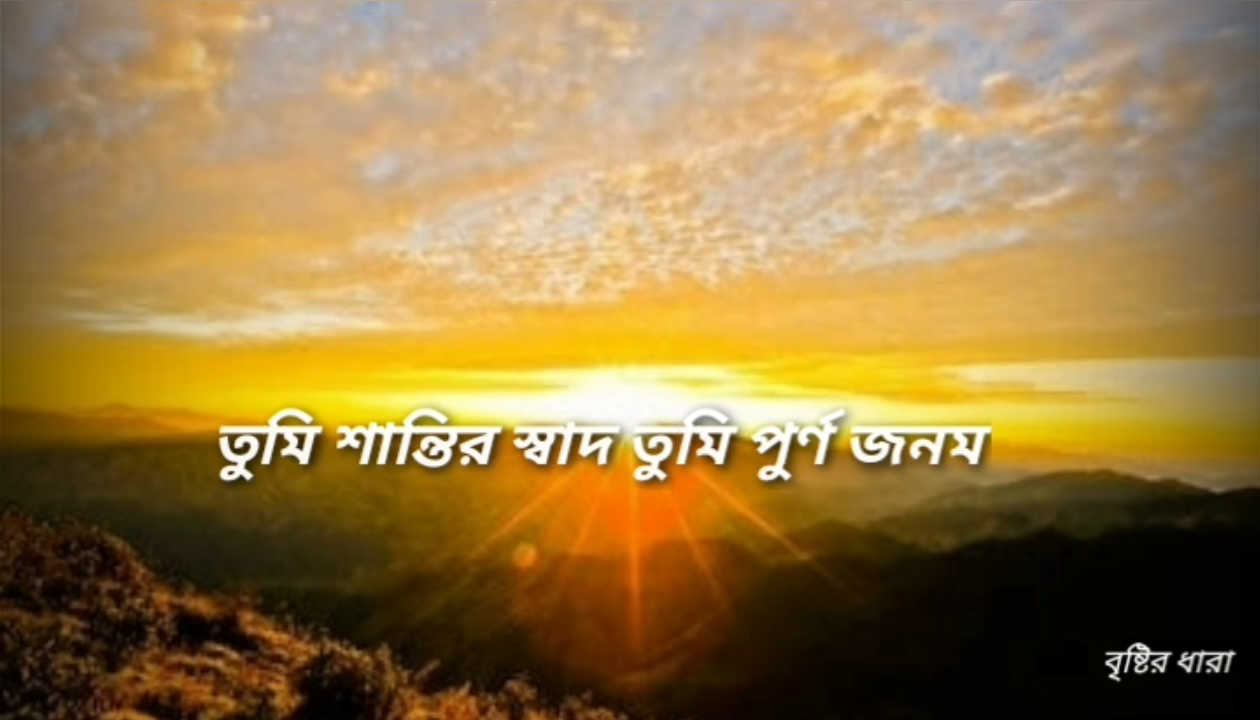 তুমি শান্তির স্বাদ তুমি পুর্ণ জনম
বৃষ্টির ধারা